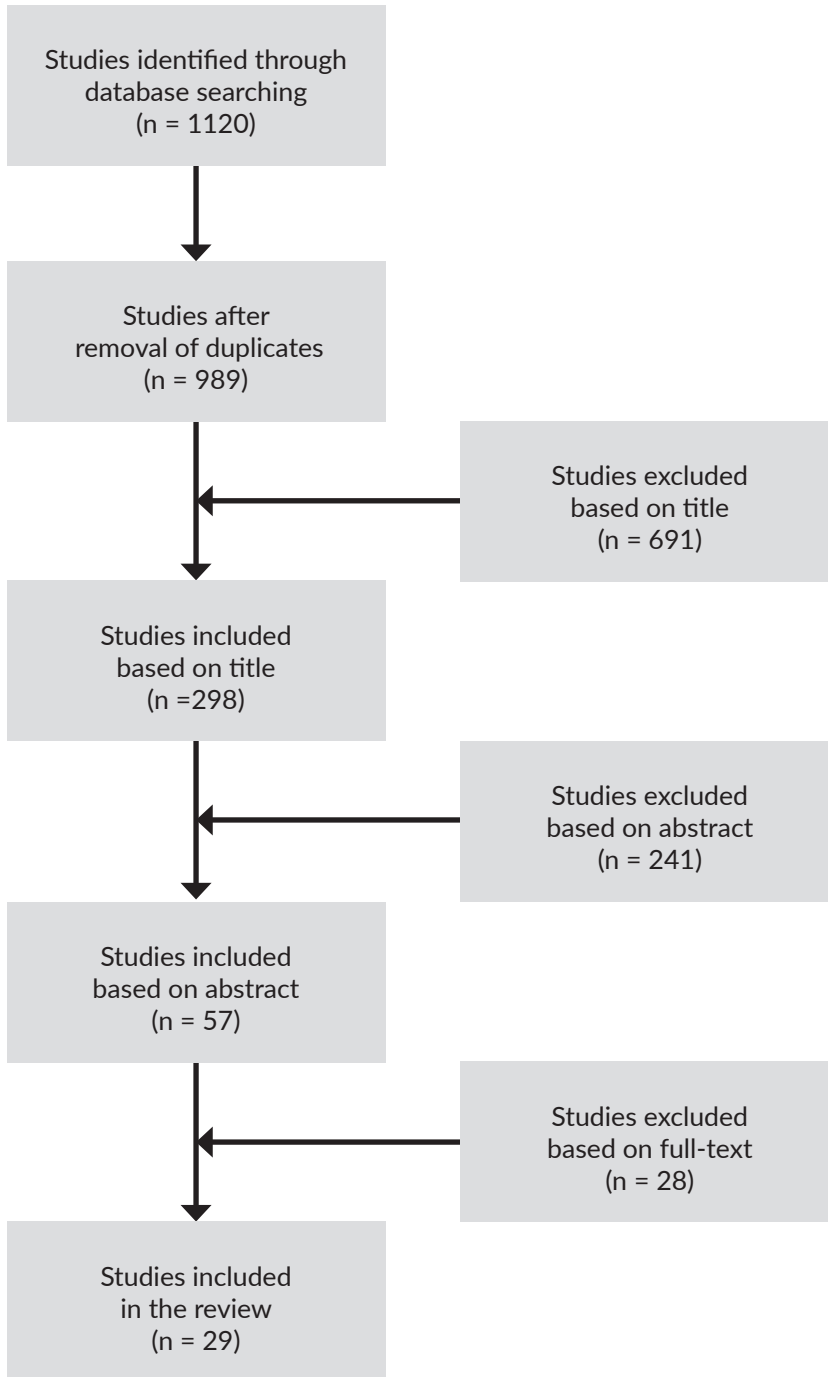 Studies identified through
database searching
(n = 1120)
Studies after
removal of duplicates
(n = 989)
Studies excluded
based on title
(n = 691)
Studies included
based on title
(n =298)
Studies excluded
based on abstract
(n = 241)
Studies included
based on abstract
(n = 57)
Studies excluded
based on full-text
(n = 28)
Studies included
in the review
(n = 29)